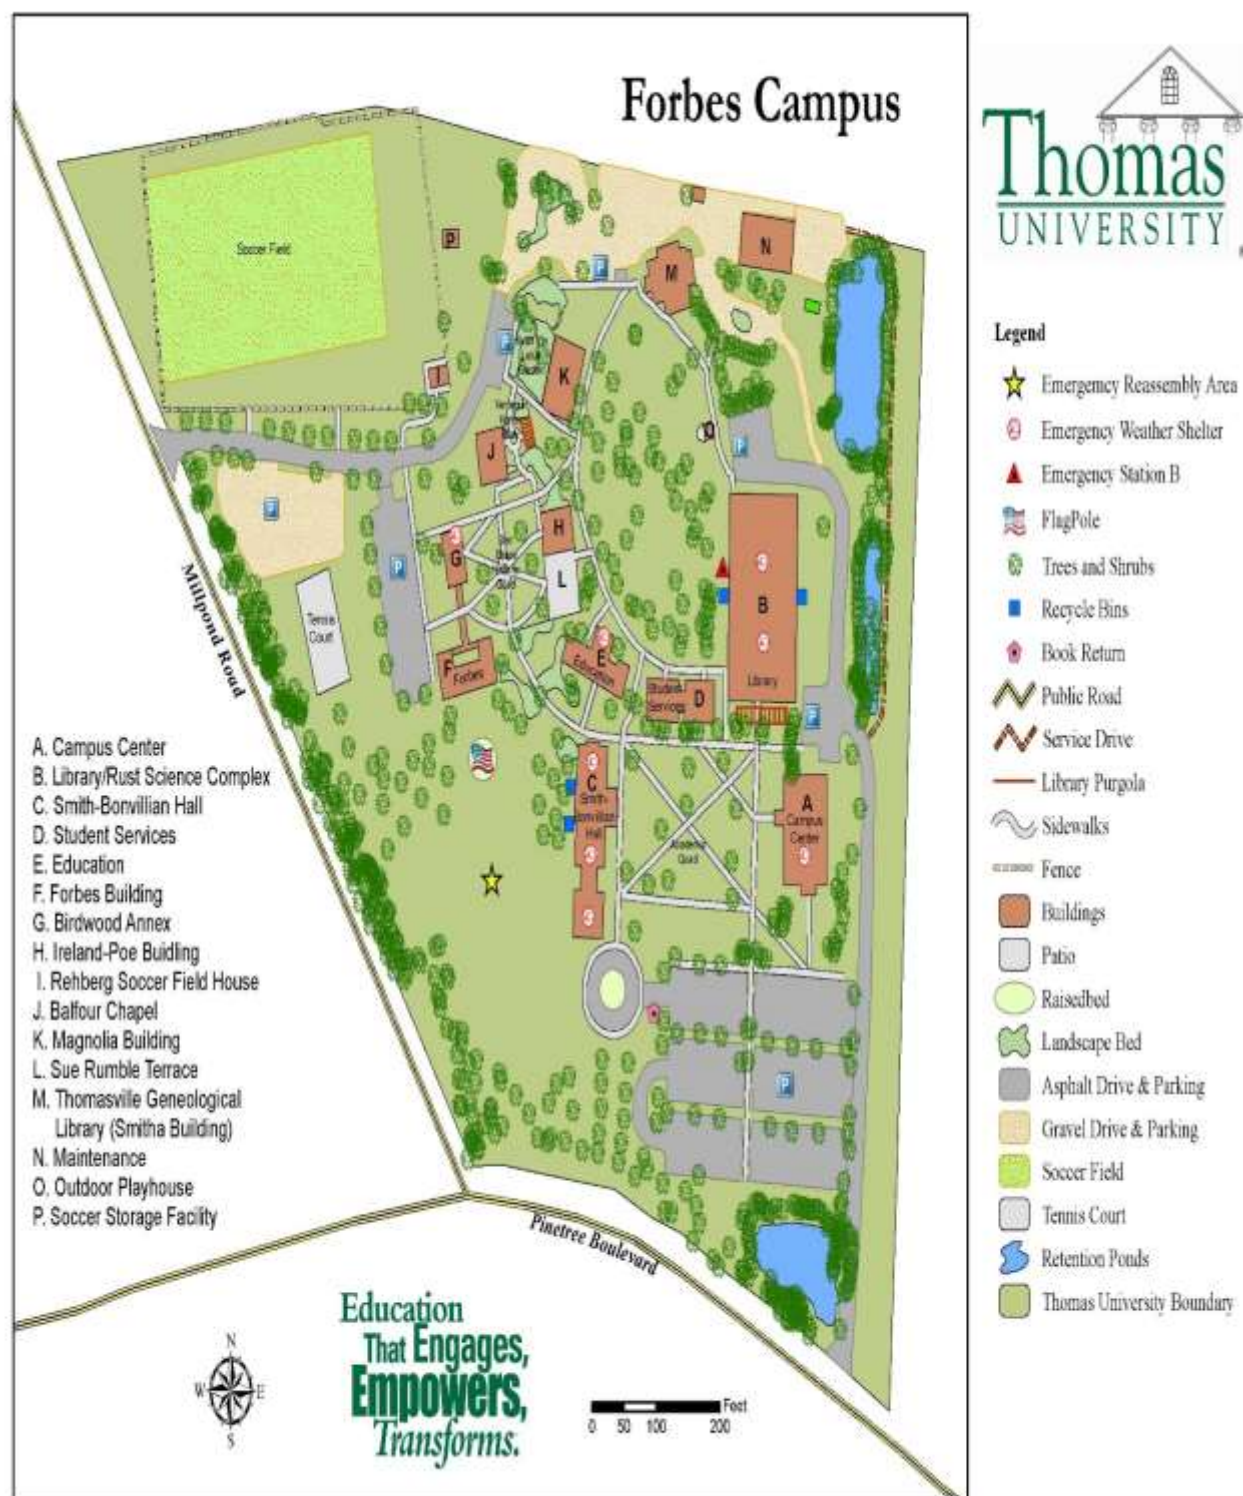 Forbes Campus
Thomas
UNIVERSITY
Legend
Emergency Reassembly Area
Emergency Weather Shelter
Emergency Station B
FlagPole
Trees and Shrubs
Recycle Bins
Book Return
Public Road
Service Drive
Library Purgola
Sidewalks
Fence
Buildings
Patio
Raisedbed
Landscape Bed
Asphalt Drive & Parking
Gravel Drive & Parking
Soccer Field
Tennis Court
Retention Ponds
Thomas University Boundary
Soccer Field
P
N
M
P
P
K
I
J
O
P
P
H
G
P
L
B
Tennis
Court
E
Education
F
Forbes
Library
Student
Services
D
P
Millpond Road
A. Campus Center
B. Library/Rust Science Complex
C. Smith-Bonvillian Hall
D. Student Services
E. Education
F. Forbes Building
G. Birdwood Annex
H. Ireland-Poe Buidling
I. Rehberg Soccer Field House
J. Balfour Chapel
K. Magnolia Building
L. Sue Rumble Terrace
M. Thomasville Geneological
Library (Smitha Building)
N. Maintenance
O. Outdoor Playhouse
P. Soccer Storage Facility
C
Smith-
Bonvillian
Hall
A
Campus
Center
Academic
Quad
P
Pinetree Boulevard
N
W E
S
Education
That Engages,
Empowers,
Transforms.
Feet
0 50 100 200